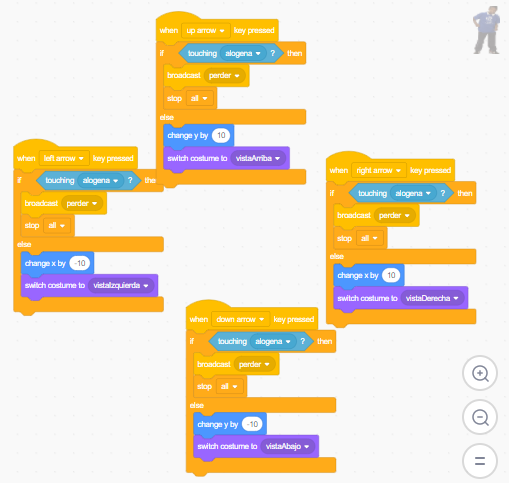 when up arrow key pressed
if touching alogena ? then
broadcast perder
stop all
else
change y by 10
switch costume to vistaArriba
when left arrow key pressed
if touching alogena ? the
broadcast perder
stop all
else
change x by -10
switch costume to vistaIzquierda
when right arrow key pressed
if touching alogena ? then
broadcast perder
stop all
else
change x by 10
switch costume to vistaDerecha
when down arrow key pressed
if touching alogena ? then
broadcast perder
stop all
else
change y by -10
switch costume to vistaAbajo